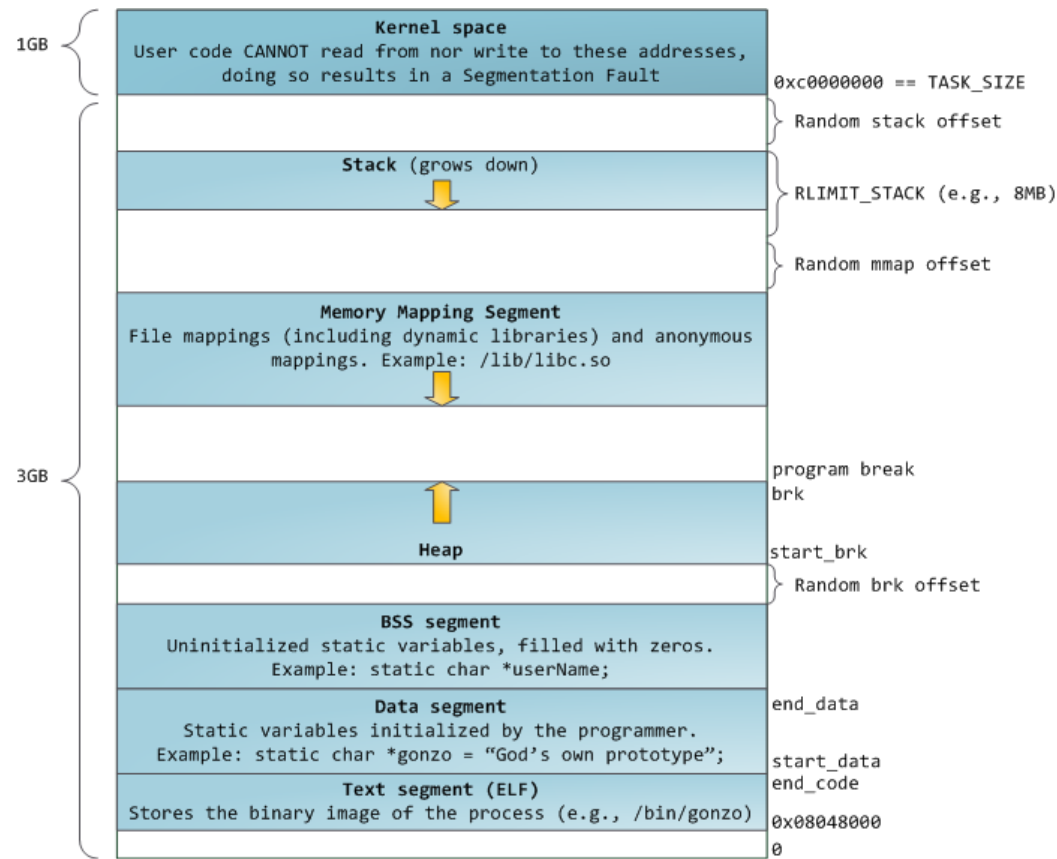 1GB
Kernel space
User code CANNOT read from nor write to these addresses,
doing so results in a Segmentation Fault
0xc0000000 == TASK_SIZE
Random stack offset
Stack (grows down)
RLIMIT_STACK (e.g., 8MB)
Random mmap offset
Memory Mapping Segment
File mappings (including dynamic libraries) and anonymous
mappings. Example: /lib/libc.so
3GB
program break
brk
Heap
start_brk
Random brk offset
BSS segment
Uninitialized static variables, filled with zeros.
Example: static char *userName;
Data segment
end_data
Static variables initialized by the programmer.
Example: static char *gonzo = “God’s own prototype”;
start_data
end_code
Text segment (ELF)
Stores the binary image of the process (e.g., /bin/gonzo)
0x08048000
0